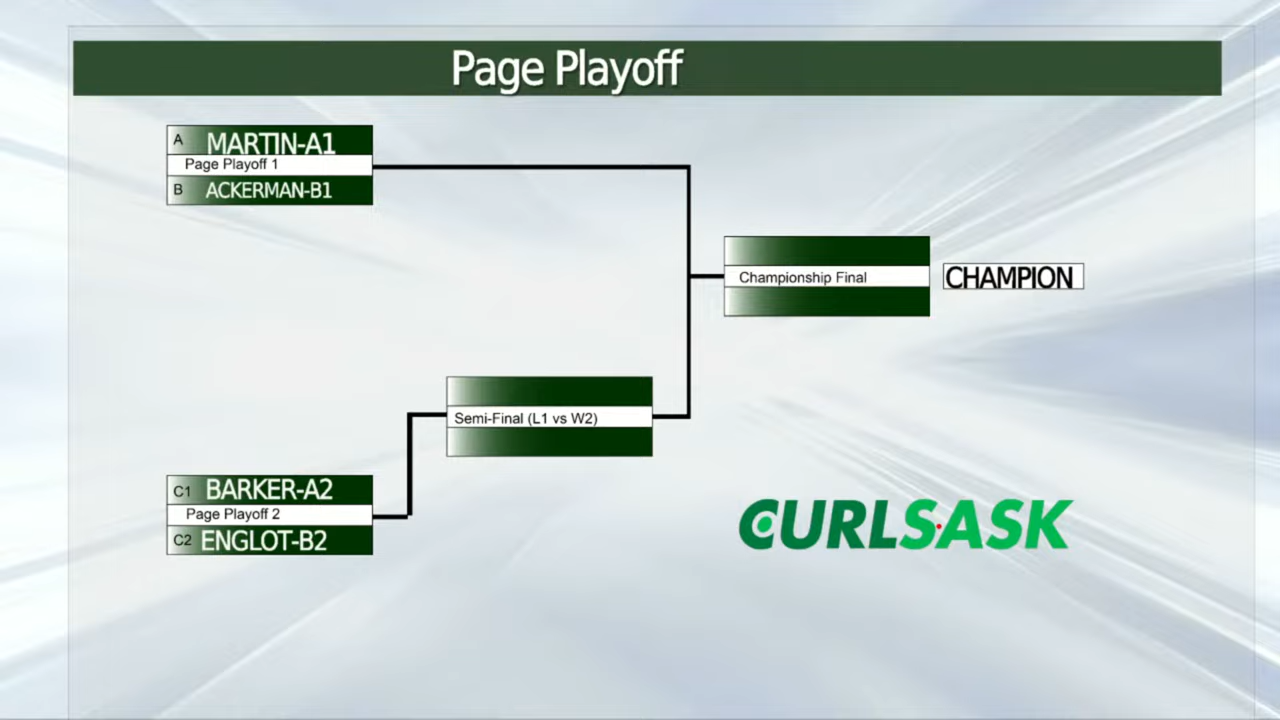 Page Playoff
A MARTIN-A1
Page Playoff 1
B ACKERMAN-B1
Championship Final
CHAMPION
Semi-Final (L1 vs W2)
C1 BARKER-A2
Page Playoff 2
C2 ENGLOT-B2
CURLSASK